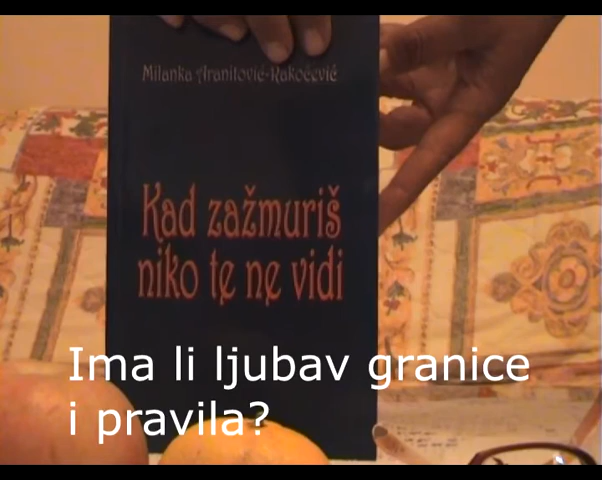 Milanka Aranitović-Rakočević
Kad zažmuriš
niko te ne vidi
Ima li ljubav granice
i pravila?